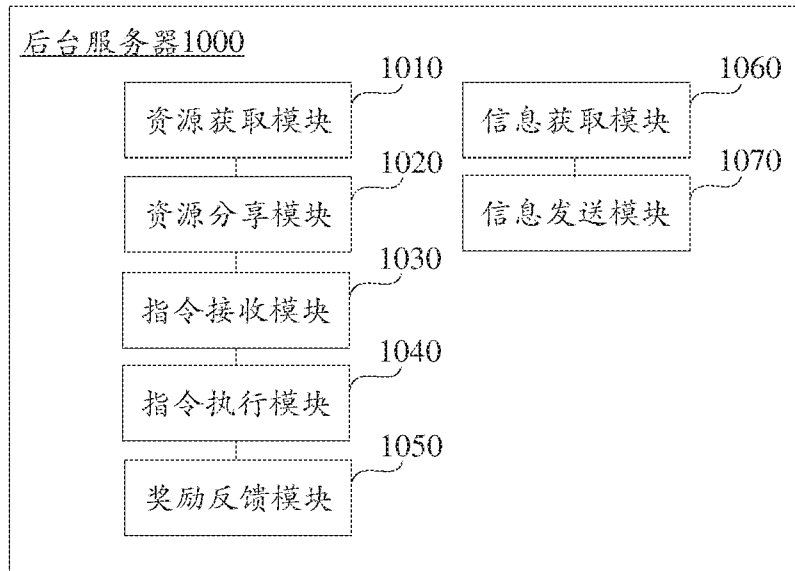 后台服务器1000
1010
资源获取模块
1020
资源分享模块
1030
指令接收模块
1040
指令执行模块
1050
奖励反馈模块
1060
信息获取模块
1070
信息发送模块